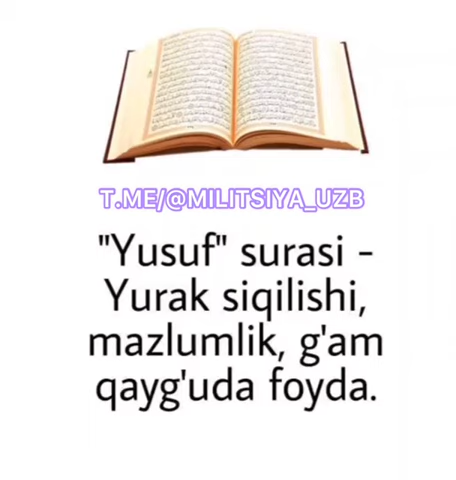 T.ME/@MILITSIYA_UZB
"Yusuf" surasi -
Yurak siqilishi,
mazlumlik, g'am
qayg'uda foyda.